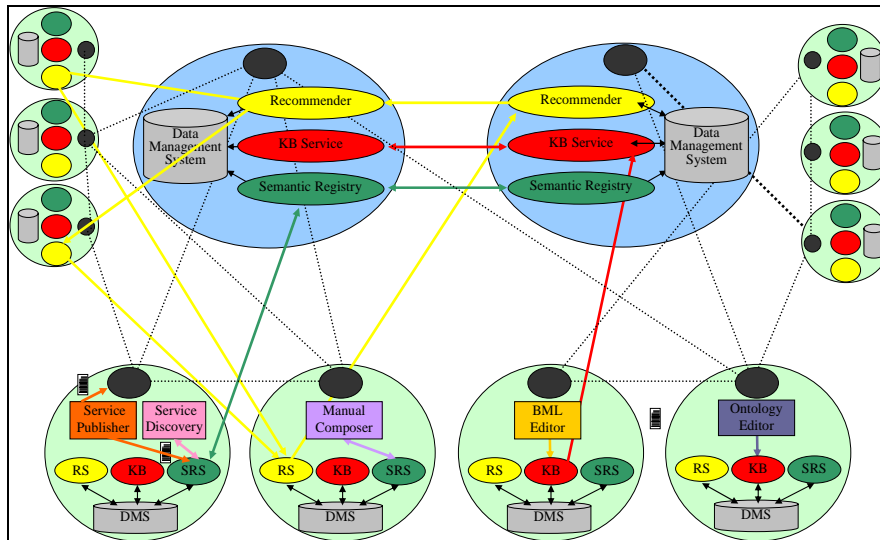 Recommender
KB Service
Semantic Registry
Data
Management
System
Recommender
KB Service
Semantic Registry
Data
Management
System
Service
Publisher
Service
Discovery
RS
KB
SRS
DMS
Manual
Composer
RS
KB
SRS
DMS
BML
Editor
RS
KB
SRS
DMS
Ontology
Editor
RS
KB
SRS
DMS